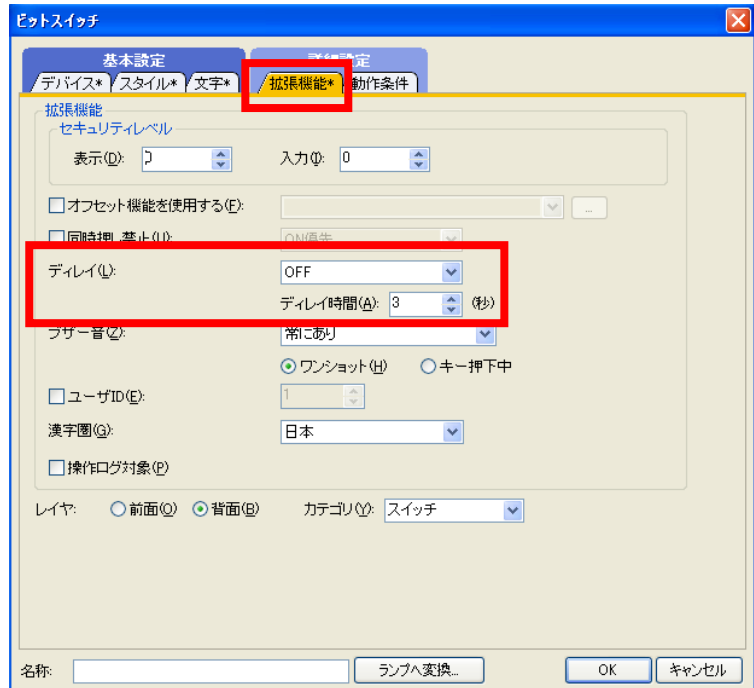 ビットスイッチ
基本設定 詳細設定
デバイス* スタイル* 文字* 拡張機能* 動作条件
拡張機能
セキュリティレベル
表示(D): 入力(I): 0
オフセット機能を使用する(F): ...
同時押し禁止(U): ON優先
ディレイ(L): OFF
ディレイ時間(A): 3 (秒)
ブザー音(Z): 常にあり
ワンショット(H) キー押下中
ユーザID(E): 1
漢字圏(G): 日本
操作ログ対象(P)
レイヤ: 前面(O) 背面(B) カテゴリ(Y): スイッチ
名称: ランプへ変換... OK キャンセル